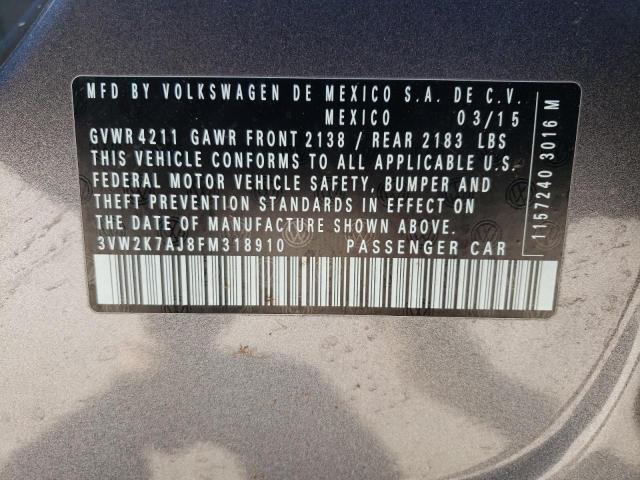 MFD BY VOLKSWAGEN DE MEXICO S.A. DE C.V.
MEXICO 03/15
GVWR 4211 GAWR FRONT 2138 / REAR 2183 LBS
THIS VEHICLE CONFORMS TO ALL APPLICABLE U.S.
FEDERAL MOTOR VEHICLE SAFETY, BUMPER AND
THEFT PREVENTION STANDARDS IN EFFECT ON
THE DATE OF MANUFACTURE SHOWN ABOVE.
3VW2K7AJ8FM318910 PASSENGER CAR
1157240 3016 M